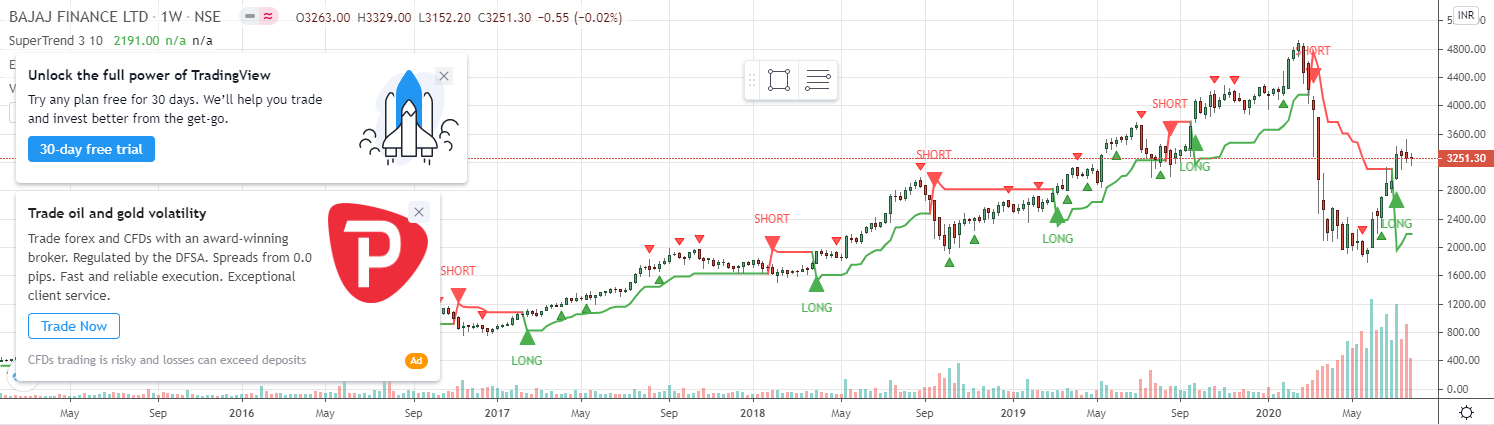 BAJAJ FINANCE LTD · 1W · NSE O3263.00 H3329.00 L3152.20 C3251.30 −0.55 (−0.02%)
SuperTrend 3 10 2191.00 n/a n/a
E
V
Unlock the full power of TradingView
Try any plan free for 30 days. We'll help you trade
and invest better from the get-go.
30-day free trial
Trade oil and gold volatility
Trade forex and CFDs with an award-winning
broker. Regulated by the DFSA. Spreads from 0.0
pips. Fast and reliable execution. Exceptional
client service.
Trade Now
CFDs trading is risky and losses can exceed deposits
Ad
P
SHORT
LONG
SHORT
LONG
SHORT
LONG
SHORT
LONG
SHORT
LONG
INR
4800.00
4400.00
4000.00
3600.00
3251.30
2800.00
2400.00
2000.00
1600.00
1200.00
800.00
400.00
0.00
May Sep 2016 May Sep 2017 May Sep 2018 May Sep 2019 May Sep 2020 May